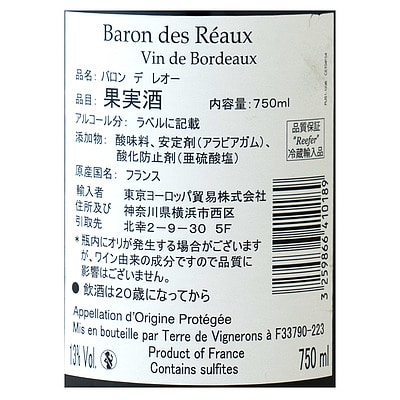 Baron des Réaux
Vin de Bordeaux
品名: バロン デ レオー
品目: 果実酒 内容量:750ml
アルコール分: ラベルに記載
添加物: 酸味料、安定剤(アラビアガム)、
酸化防止剤(亜硫酸塩)
品質保証
"Reefer"
冷蔵輸入品
原産国名: フランス
輸入者 東京ヨーロッパ貿易株式会社
住所及び 神奈川県横浜市西区
引取先 北幸2-9-30 5F
*瓶内にオリが発生する場合がございます
が、ワイン由来の成分ですので品質に
影響はございません。
●飲酒は20歳になってから
3 259866 410189
Appellation d'Origine Protégée
Mis en bouteille par Terre de Vignerons à F33790-223
Product of France
Contains sulfites
13% Vol.
750 ml